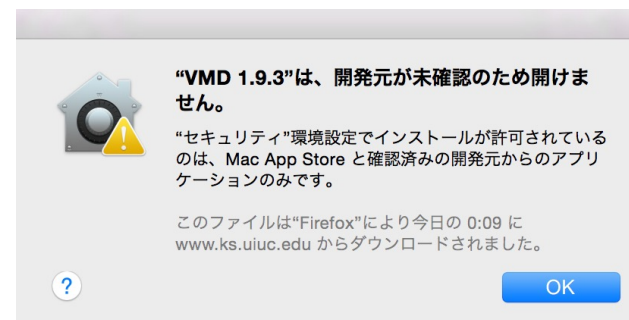 “VMD 1.9.3”は、開発元が未確認のため開けま
せん。
“セキュリティ”環境設定でインストールが許可されている
のは、Mac App Store と確認済みの開発元からのアプリ
ケーションのみです。
このファイルは“Firefox”により今日の 0:09 に
www.ks.uiuc.edu からダウンロードされました。
?
OK